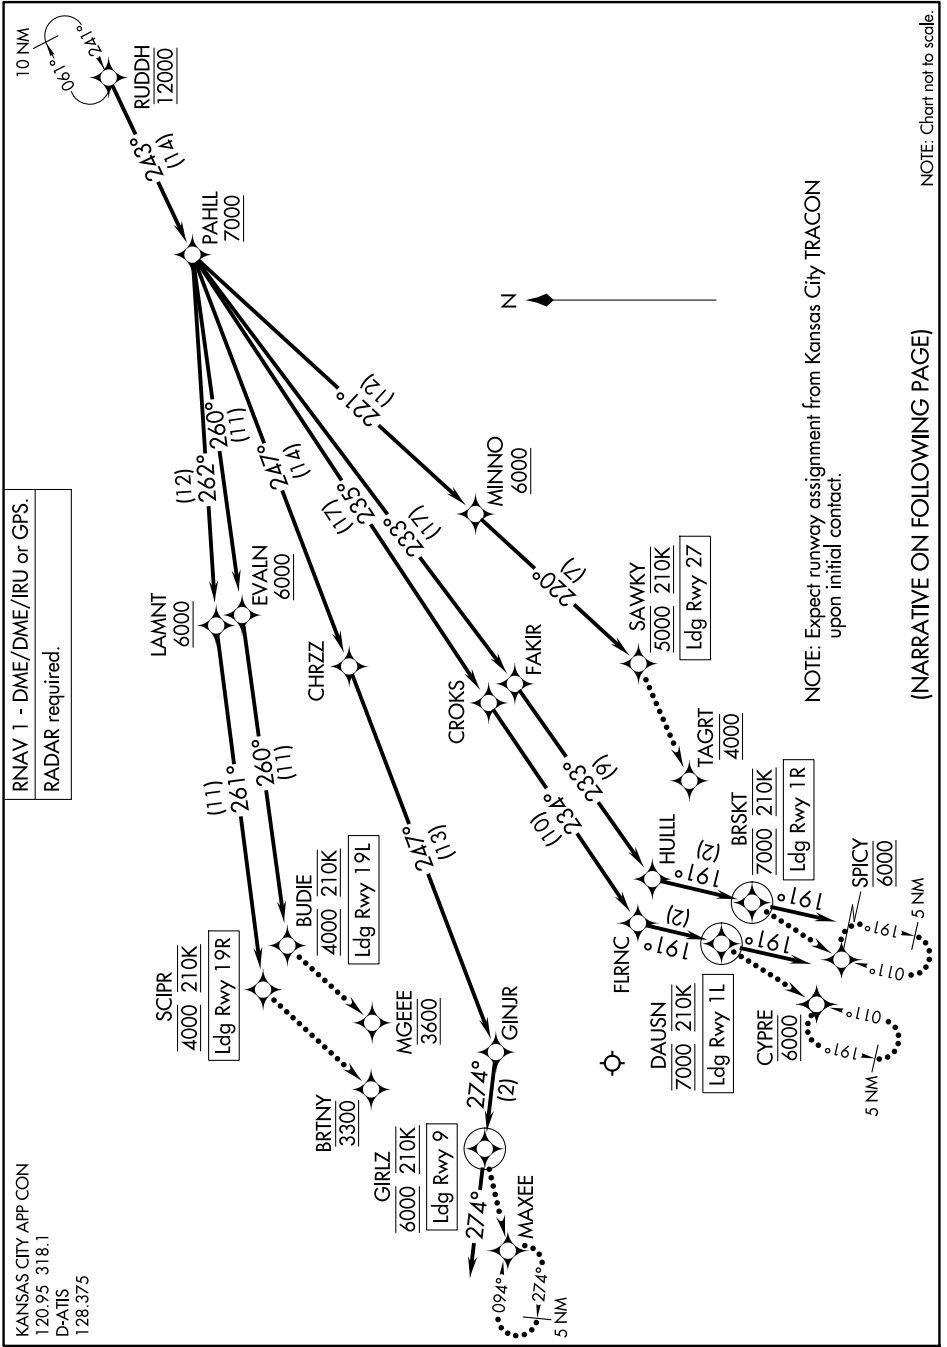 KANSAS CITY APP CON
120.95 318.1
D-ATIS
128.375
RNAV 1 - DME/DME/IRU or GPS.
RADAR required.
10 NM
061°
241°
RUDDH
12000
243°
(14)
PAHLL
7000
(12)
262°
260°
(11)
LAMNT
6000
EVALN
6000
(11)
261°
260°
(11)
SCIPR
4000 210K
Ldg Rwy 19R
BUDIE
4000 210K
Ldg Rwy 19L
BRTNY
3300
MGEEE
3600
247°
(14)
CHRZZ
247°
(13)
GINJR
274°
(2)
GIRLZ
6000 210K
Ldg Rwy 9
274°
MAXEE
094°
274°
5 NM
235°
(17)
233°
(17)
CROKS
FAKIR
234°
(10)
233°
(9)
FLRNC
HULLL
191°
(2)
191°
(2)
DAUSN
7000 210K
Ldg Rwy 1L
BRSKT
7000 210K
Ldg Rwy 1R
191°
191°
CYPRE
6000
191°
011°
5 NM
SPICY
6000
011°
191°
5 NM
221°
(12)
MINNO
6000
220°
(7)
SAWKY
5000 210K
Ldg Rwy 27
TAGRT
4000
N
NOTE: Expect runway assignment from Kansas City TRACON
upon initial contact.
(NARRATIVE ON FOLLOWING PAGE)
NOTE: Chart not to scale.